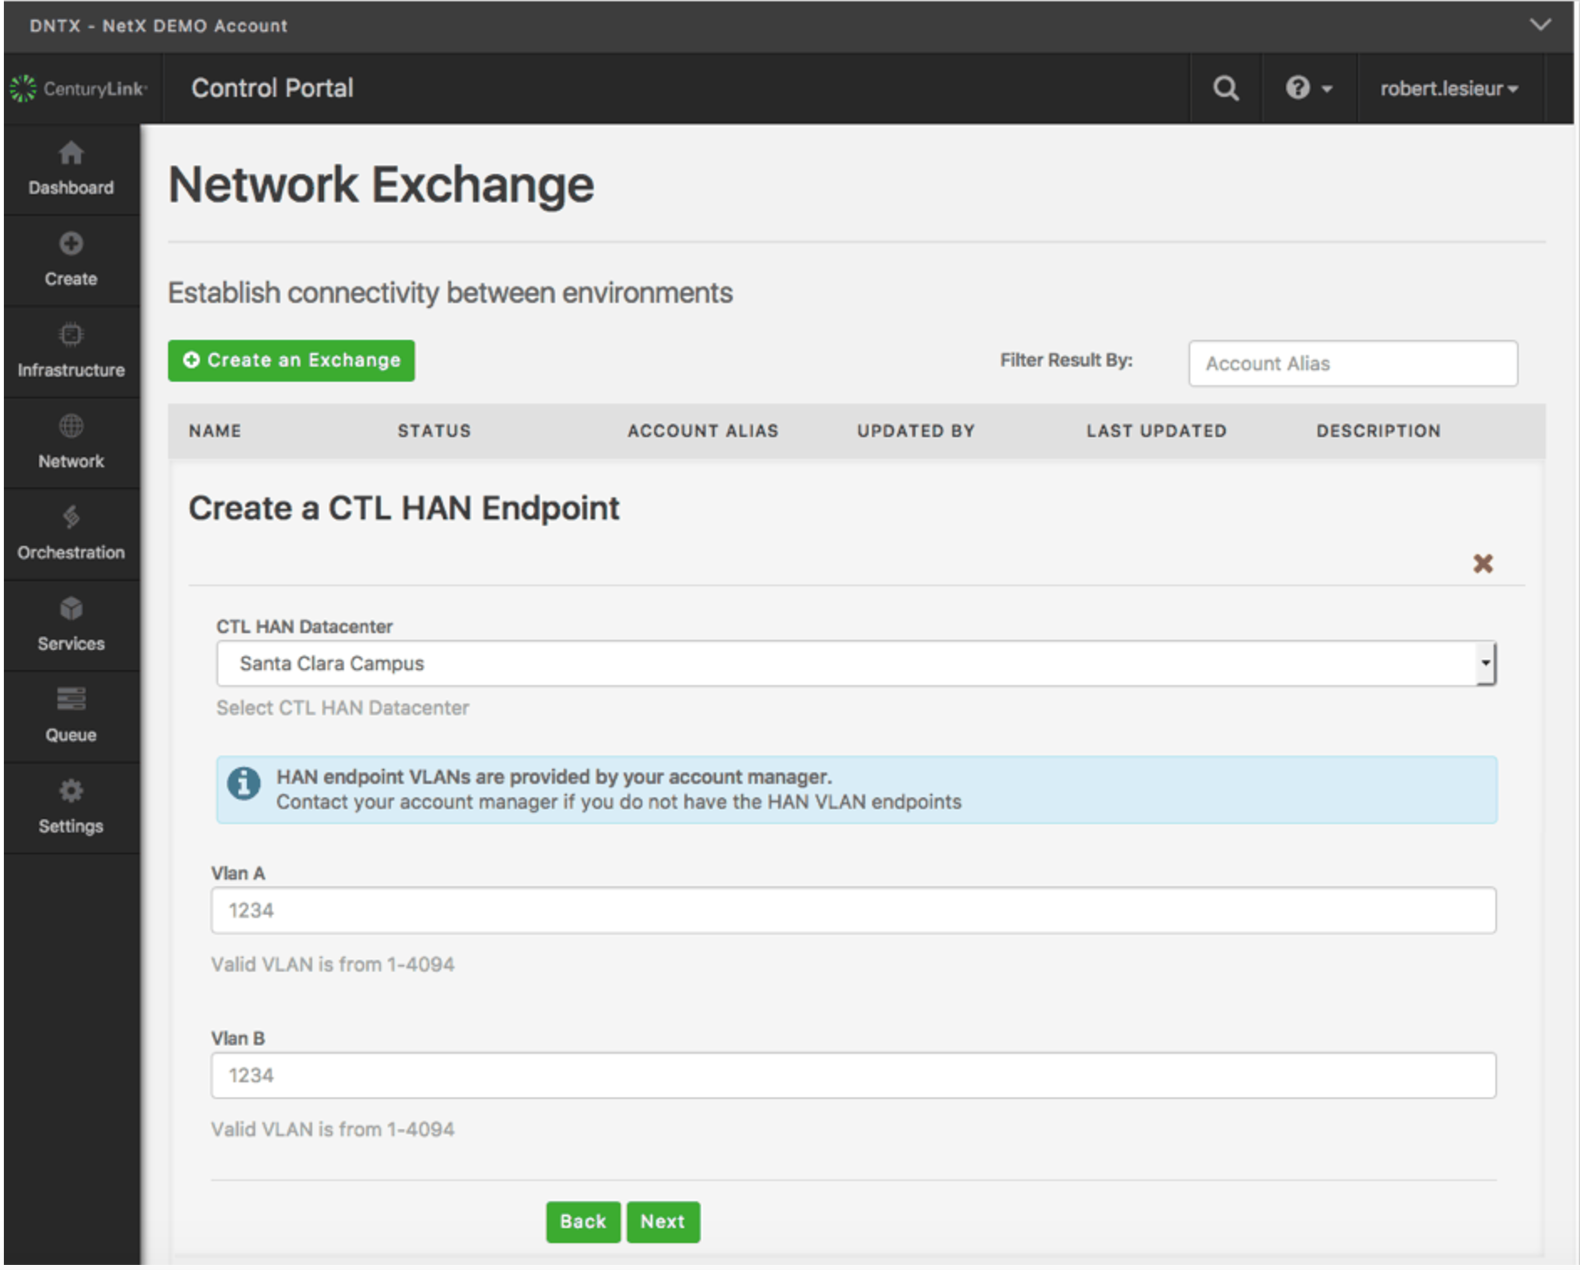 DNTX - NetX DEMO Account
CenturyLink Control Portal robert.lesieur
Dashboard
Create
Infrastructure
Network
Orchestration
Services
Queue
Settings
Network Exchange
Establish connectivity between environments
Create an Exchange Filter Result By: Account Alias
NAME STATUS ACCOUNT ALIAS UPDATED BY LAST UPDATED DESCRIPTION
Create a CTL HAN Endpoint
CTL HAN Datacenter
Santa Clara Campus
Select CTL HAN Datacenter
HAN endpoint VLANs are provided by your account manager.
Contact your account manager if you do not have the HAN VLAN endpoints
Vlan A
1234
Valid VLAN is from 1-4094
Vlan B
1234
Valid VLAN is from 1-4094
Back Next